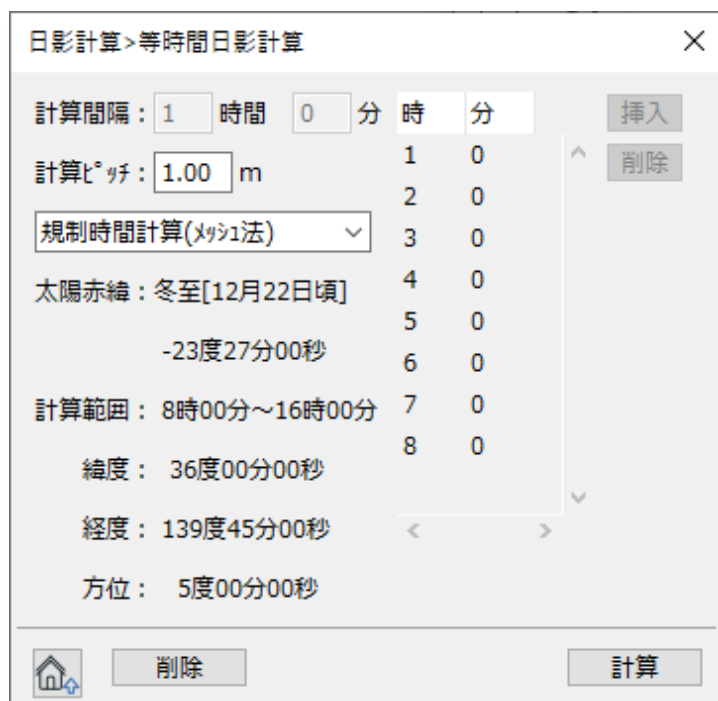 日影計算>等時間日影計算
計算間隔： 1 時間 0 分
計算ﾋﾟｯﾁ： 1.00 m
規制時間計算(ﾒｯｼｭ法)
太陽赤緯：冬至[12月22日頃]
-23度27分00秒
計算範囲： 8時00分～16時00分
緯度： 36度00分00秒
経度： 139度45分00秒
方位： 5度00分00秒
時 分
1 0
2 0
3 0
4 0
5 0
6 0
7 0
8 0
挿入
削除
削除
計算